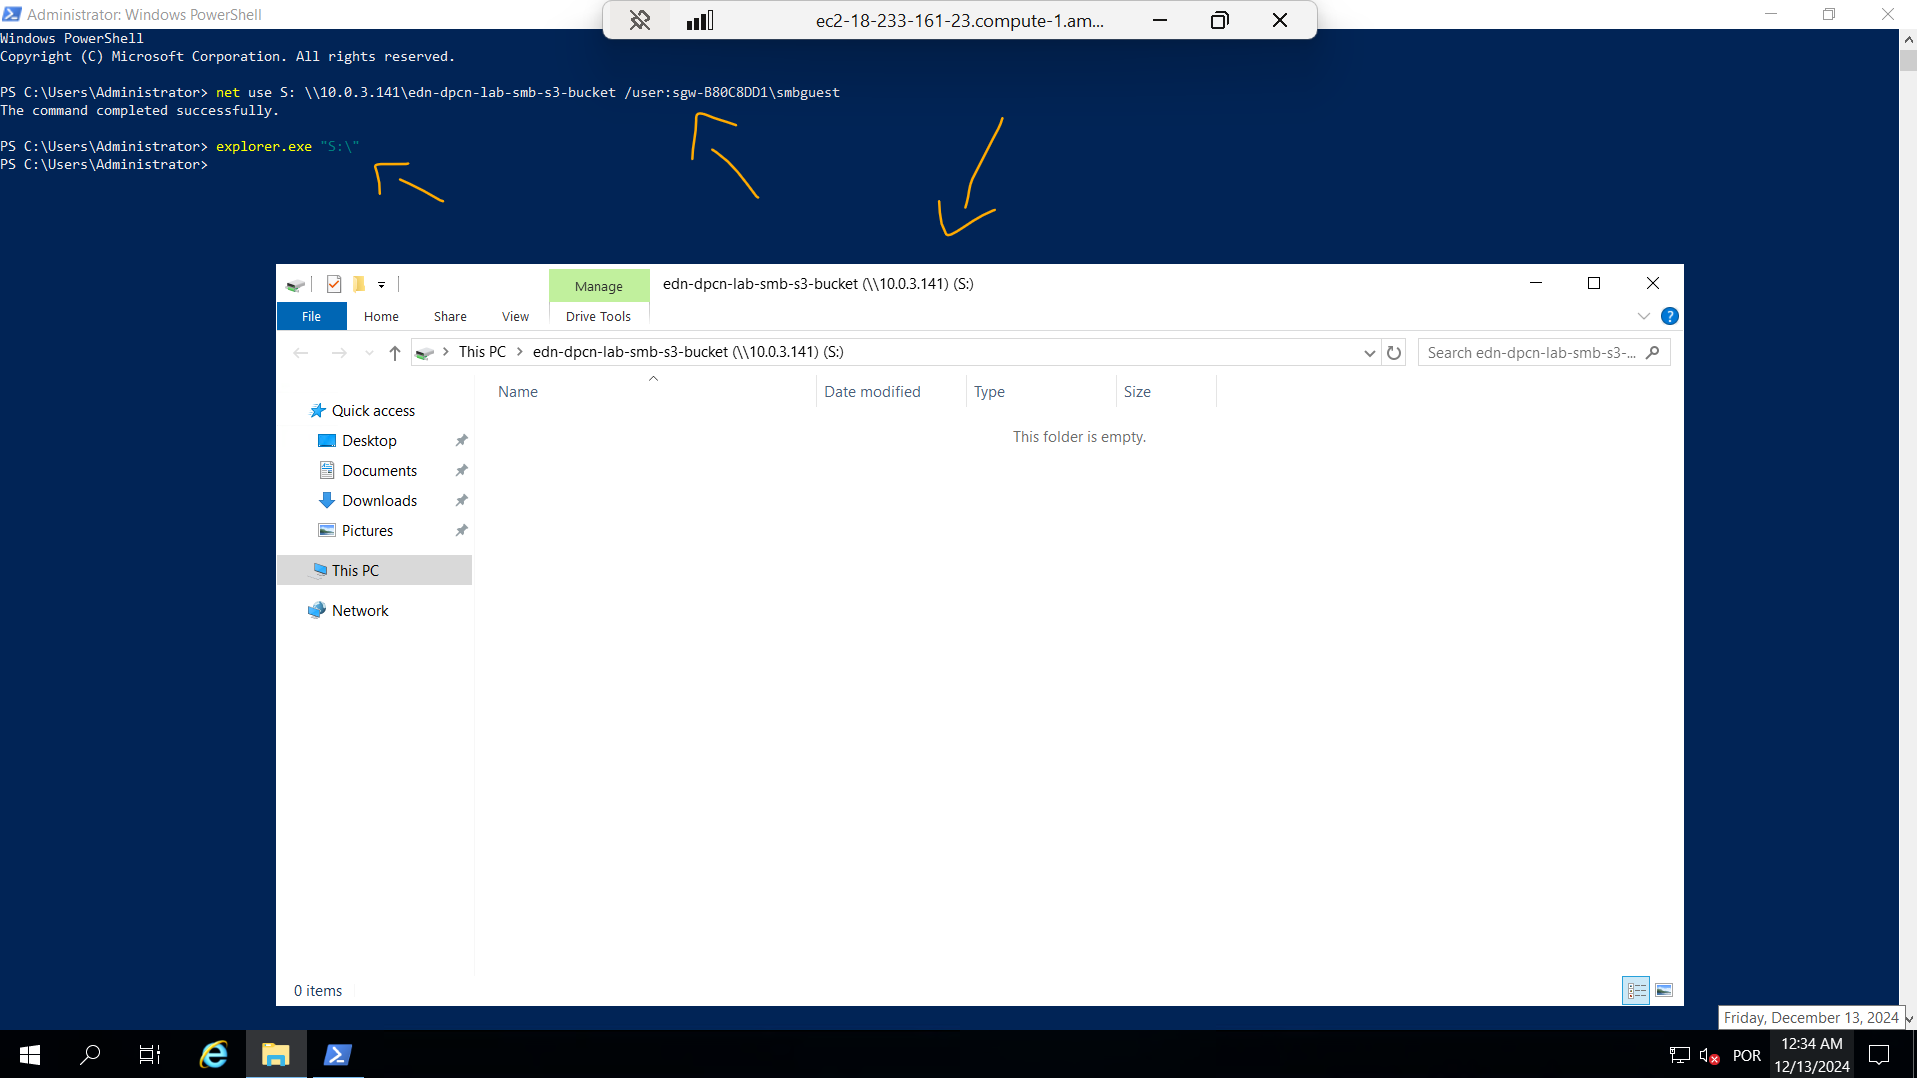 Administrator: Windows PowerShell
ec2-18-233-161-23.compute-1.am...
Windows PowerShell
Copyright (C) Microsoft Corporation. All rights reserved.
PS C:\Users\Administrator> net use S: \\10.0.3.141\edn-dpcn-lab-smb-s3-bucket /user:sgw-B80C8DD1\smbguest
The command completed successfully.
PS C:\Users\Administrator> explorer.exe "S:\"
PS C:\Users\Administrator>
Manage
edn-dpcn-lab-smb-s3-bucket (\\10.0.3.141) (S:)
File Home Share View Drive Tools
This PC edn-dpcn-lab-smb-s3-bucket (\\10.0.3.141) (S:)
Search edn-dpcn-lab-smb-s3-...
Name Date modified Type Size
This folder is empty.
Quick access
Desktop
Documents
Downloads
Pictures
This PC
Network
0 items
Friday, December 13, 2024
POR
12:34 AM
12/13/2024